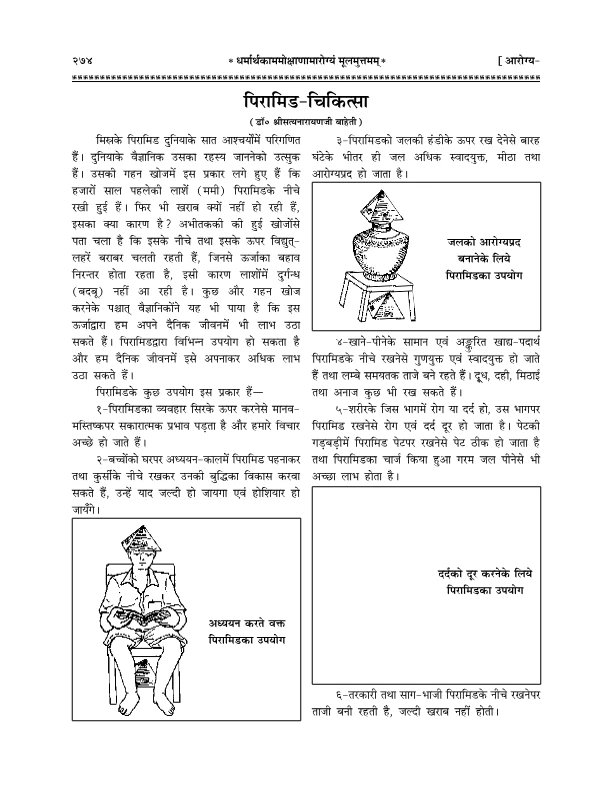 २७४
* धर्मार्थकाममोक्षाणामारोग्यं मूलमुत्तमम् *
[ आरोग्य-
पिरामिड-चिकित्सा
( डॉ० श्रीसत्यनारायणजी बाहेती )
मिस्रके पिरामिड दुनियाके सात आश्चर्योंमें परिगणित
हैं। दुनियाके वैज्ञानिक उसका रहस्य जाननेको उत्सुक
हैं। उसकी गहन खोजमें इस प्रकार लगे हुए हैं कि
हजारों साल पहलेकी लाशें (ममी) पिरामिडके नीचे
रखी हुई हैं। फिर भी खराब क्यों नहीं हो रही हैं,
इसका क्या कारण है? अभीतककी की हुई खोजोंसे
पता चला है कि इसके नीचे तथा इसके ऊपर विद्युत्-
लहरें बराबर चलती रहती हैं, जिनसे ऊर्जाका बहाव
निरन्तर होता रहता है, इसी कारण लाशोंमें दुर्गन्ध
(बदबू) नहीं आ रही है। कुछ और गहन खोज
करनेके पश्चात् वैज्ञानिकोंने यह भी पाया है कि इस
ऊर्जाद्वारा हम अपने दैनिक जीवनमें भी लाभ उठा
सकते हैं। पिरामिडद्वारा विभिन्न उपयोग हो सकता है
और हम दैनिक जीवनमें इसे अपनाकर अधिक लाभ
उठा सकते हैं।
पिरामिडके कुछ उपयोग इस प्रकार हैं—
१-पिरामिडका व्यवहार सिरके ऊपर करनेसे मानव-
मस्तिष्कपर सकारात्मक प्रभाव पड़ता है और हमारे विचार
अच्छे हो जाते हैं।
२-बच्चोंको घरपर अध्ययन-कालमें पिरामिड पहनाकर
तथा कुर्सीके नीचे रखकर उनकी बुद्धिका विकास करवा
सकते हैं, उन्हें याद जल्दी हो जायगा एवं होशियार हो
जायँगे।
अध्ययन करते वक्त
पिरामिडका उपयोग
३-पिरामिडको जलकी हंडीके ऊपर रख देनेसे बारह
घंटेके भीतर ही जल अधिक स्वादयुक्त, मीठा तथा
आरोग्यप्रद हो जाता है।
जलको आरोग्यप्रद
बनानेके लिये
पिरामिडका उपयोग
४-खाने-पीनेके सामान एवं अङ्कुरित खाद्य-पदार्थ
पिरामिडके नीचे रखनेसे गुणयुक्त एवं स्वादयुक्त हो जाते
हैं तथा लम्बे समयतक ताजे बने रहते हैं। दूध, दही, मिठाई
तथा अनाज कुछ भी रख सकते हैं।
५-शरीरके जिस भागमें रोग या दर्द हो, उस भागपर
पिरामिड रखनेसे रोग एवं दर्द दूर हो जाता है। पेटकी
गड़बड़ीमें पिरामिड पेटपर रखनेसे पेट ठीक हो जाता है
तथा पिरामिडका चार्ज किया हुआ गरम जल पीनेसे भी
अच्छा लाभ होता है।
दर्दको दूर करनेके लिये
पिरामिडका उपयोग
६-तरकारी तथा साग-भाजी पिरामिडके नीचे रखनेपर
ताजी बनी रहती है, जल्दी खराब नहीं होती।